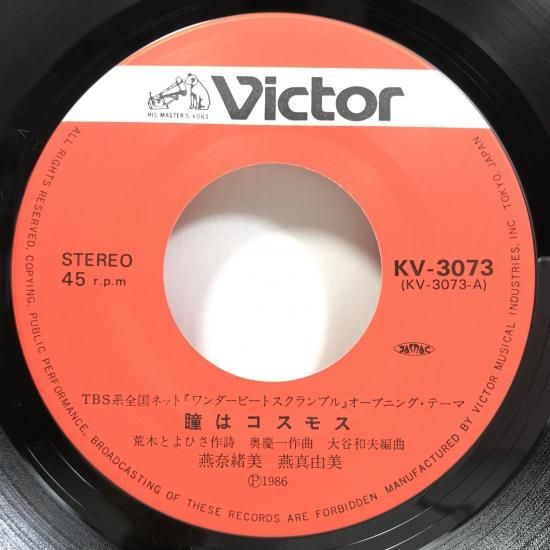 Victor
HIS MASTER'S VOICE
STEREO
45 r.p.m
KV-3073
(KV-3073-A)
JASRAC
TBS系全国ネット『ワンダービートスクランブル』オープニング・テーマ
瞳はコスモス
荒木とよひさ作詩 奥慶一作曲 大谷和夫編曲
燕奈緒美 燕真由美
Ⓟ1986
ALL RIGHTS RESERVED, COPYING, PUBLIC PERFORMANCE, BROADCASTING OF THESE RECORDS ARE FORBIDDEN MANUFACTURED BY VICTOR MUSICAL INDUSTRIES, INC TOKYO, JAPAN